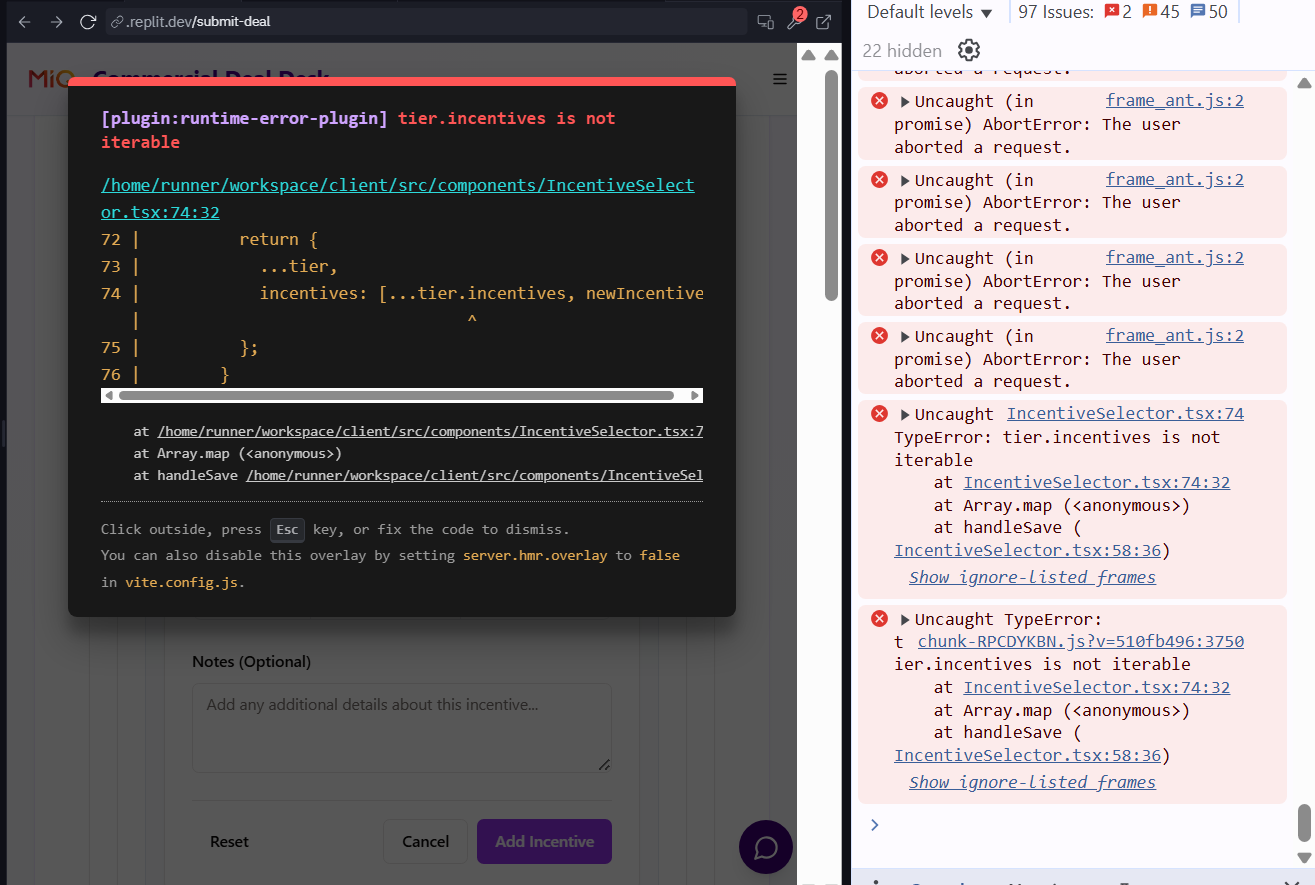 .replit.dev/submit-deal
2
MiQ Commercial Deal Deck
[plugin:runtime-error-plugin] tier.incentives is not
iterable
/home/runner/workspace/client/src/components/IncentiveSelect
or.tsx:74:32
72 | return {
73 | ...tier,
74 | incentives: [...tier.incentives, newIncentive
| ^
75 | };
76 | }
at /home/runner/workspace/client/src/components/IncentiveSelector.tsx:7
at Array.map (<anonymous>)
at handleSave /home/runner/workspace/client/src/components/IncentiveSel
Click outside, press Esc key, or fix the code to dismiss.
You can also disable this overlay by setting server.hmr.overlay to false
in vite.config.js.
Notes (Optional)
Add any additional details about this incentive...
Reset Cancel Add Incentive
Default levels ▼ 97 Issues: 2 45 50
22 hidden
aborted a request.
▶Uncaught (in frame_ant.js:2
promise) AbortError: The user
aborted a request.
▶Uncaught (in frame_ant.js:2
promise) AbortError: The user
aborted a request.
▶Uncaught (in frame_ant.js:2
promise) AbortError: The user
aborted a request.
▶Uncaught (in frame_ant.js:2
promise) AbortError: The user
aborted a request.
▶Uncaught IncentiveSelector.tsx:74
TypeError: tier.incentives is not
iterable
at IncentiveSelector.tsx:74:32
at Array.map (<anonymous>)
at handleSave (
IncentiveSelector.tsx:58:36)
Show ignore-listed frames
▶Uncaught TypeError:
t chunk-RPCDYKBN.js?v=510fb496:3750
ier.incentives is not iterable
at IncentiveSelector.tsx:74:32
at Array.map (<anonymous>)
at handleSave (
IncentiveSelector.tsx:58:36)
Show ignore-listed frames